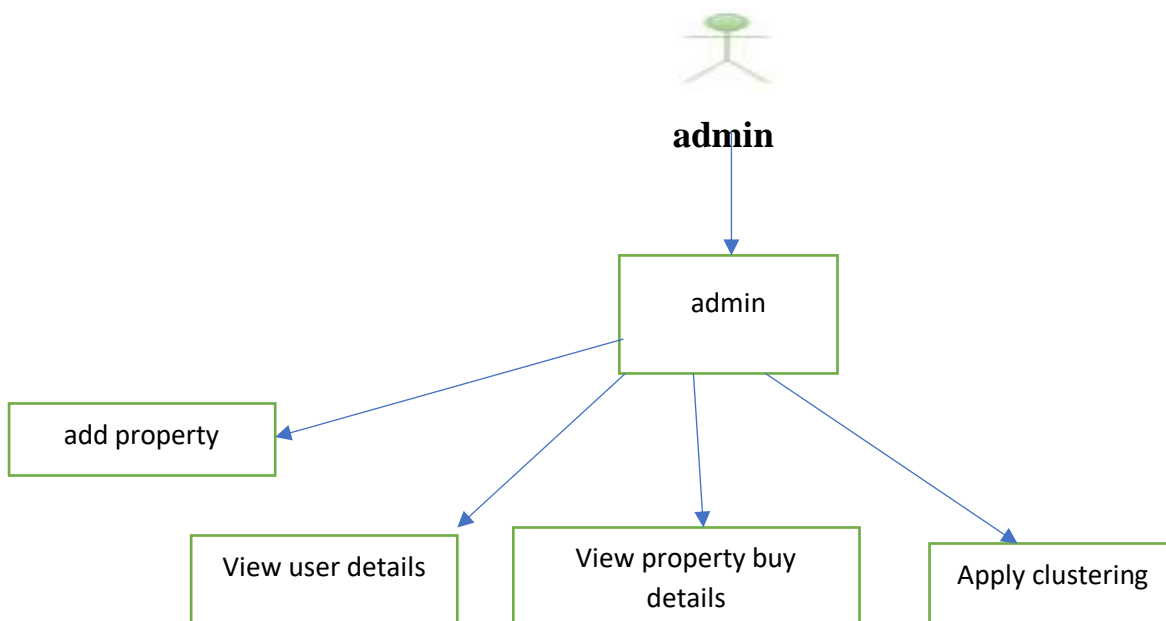 admin
admin
add property
View user details
View property buy
details
Apply clustering